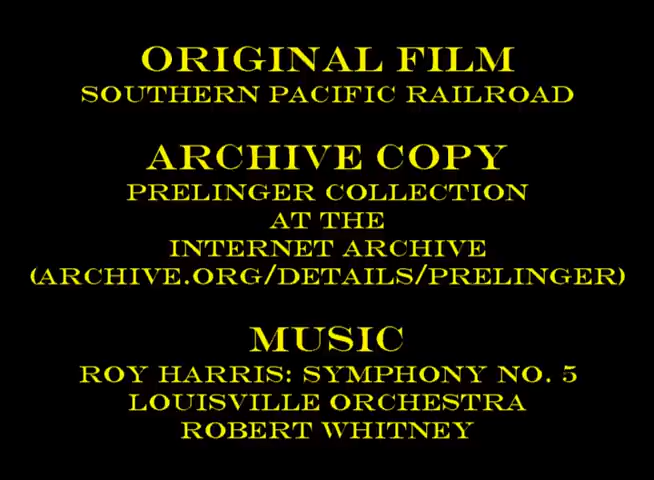 ORIGINAL FILM
SOUTHERN PACIFIC RAILROAD
ARCHIVE COPY
PRELINGER COLLECTION
AT THE
INTERNET ARCHIVE
(ARCHIVE.ORG/DETAILS/PRELINGER)
MUSIC
ROY HARRIS: SYMPHONY NO. 5
LOUISVILLE ORCHESTRA
ROBERT WHITNEY